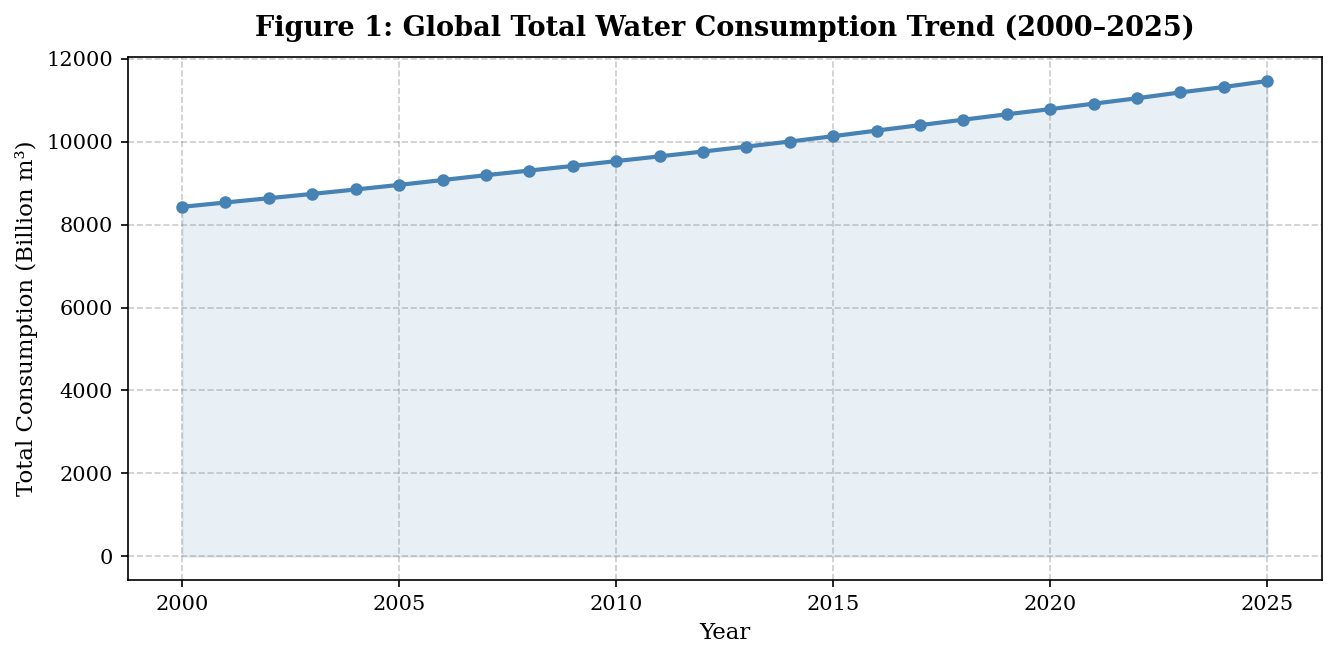 Figure 1: Global Total Water Consumption Trend (2000–2025)
Total Consumption (Billion m³)
12000
10000
8000
6000
4000
2000
0
2000 2005 2010 2015 2020 2025
Year